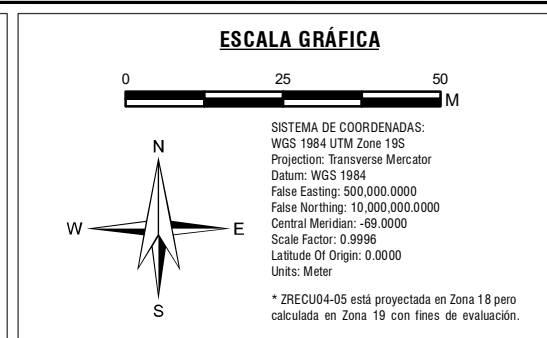 ESCALA GRÁFICA
0 25 50
M
SISTEMA DE COORDENADAS:
WGS 1984 UTM Zone 19S
Projection: Transverse Mercator
Datum: WGS 1984
False Easting: 500,000.0000
False Northing: 10,000,000.0000
Central Meridian: -69.0000
Scale Factor: 0.9996
Latitude Of Origin: 0.0000
Units: Meter
* ZRECU04-05 está proyectada en Zona 18 pero
calculada en Zona 19 con fines de evaluación.
N
W E
S